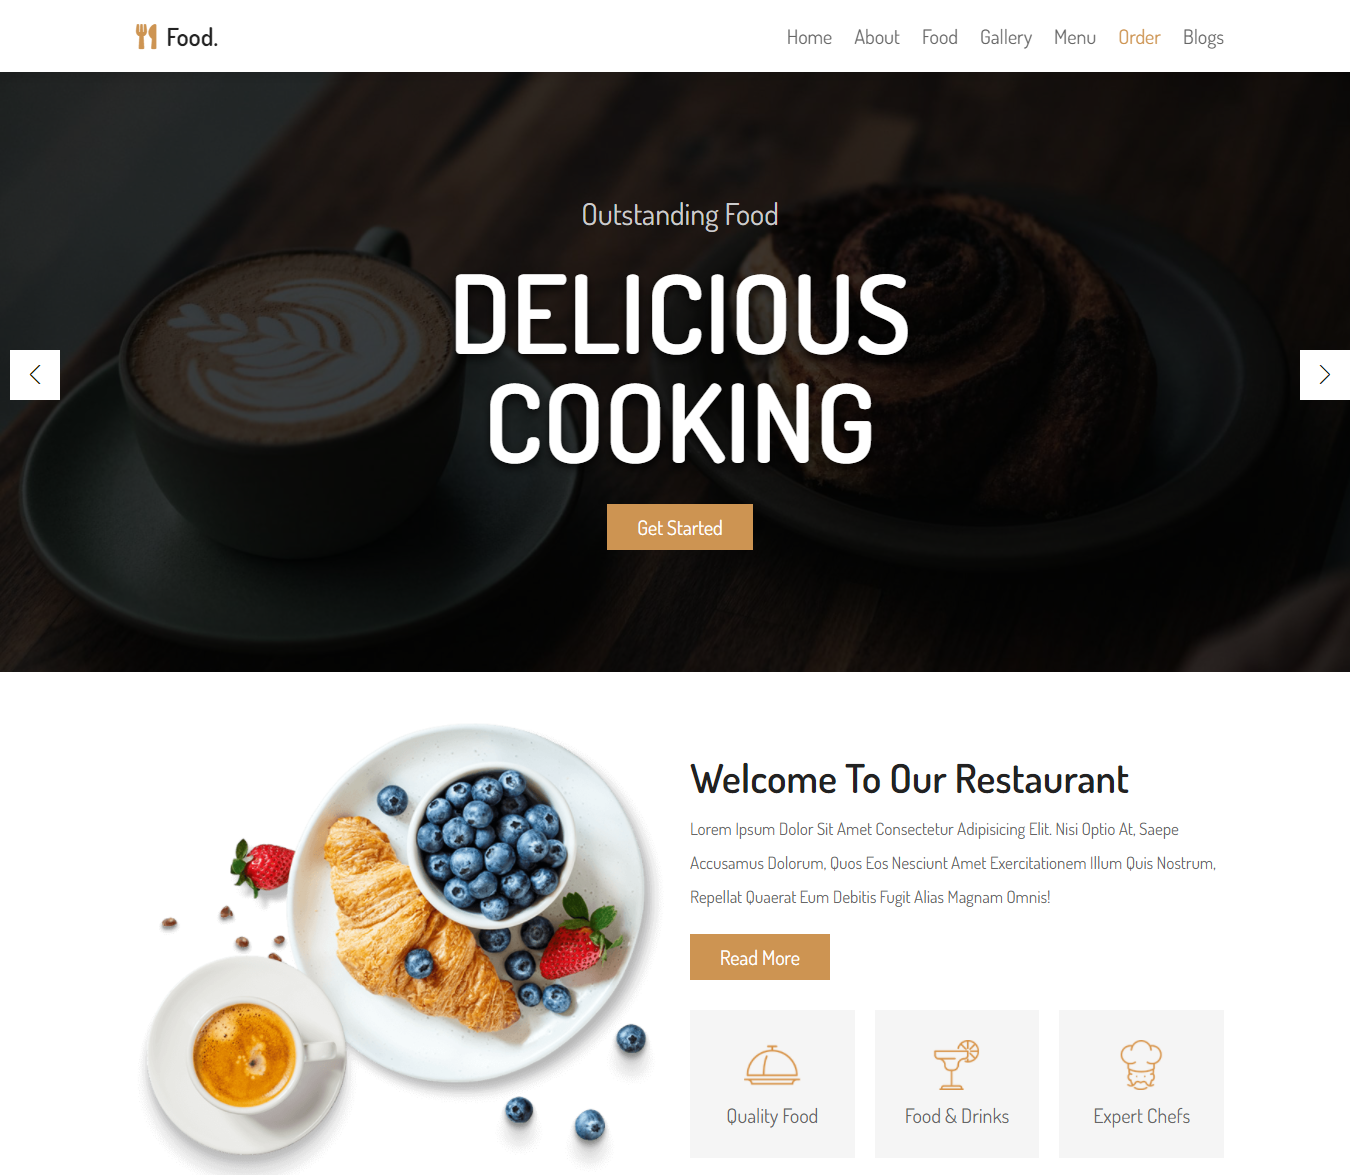 Food.
Home About Food Gallery Menu Order Blogs
Outstanding Food
DELICIOUS
COOKING
Get Started
Welcome To Our Restaurant
Lorem Ipsum Dolor Sit Amet Consectetur Adipisicing Elit. Nisi Optio At, Saepe
Accusamus Dolorum, Quos Eos Nesciunt Amet Exercitationem Illum Quis Nostrum,
Repellat Quaerat Eum Debitis Fugit Alias Magnam Omnis!
Read More
Quality Food
Food & Drinks
Expert Chefs